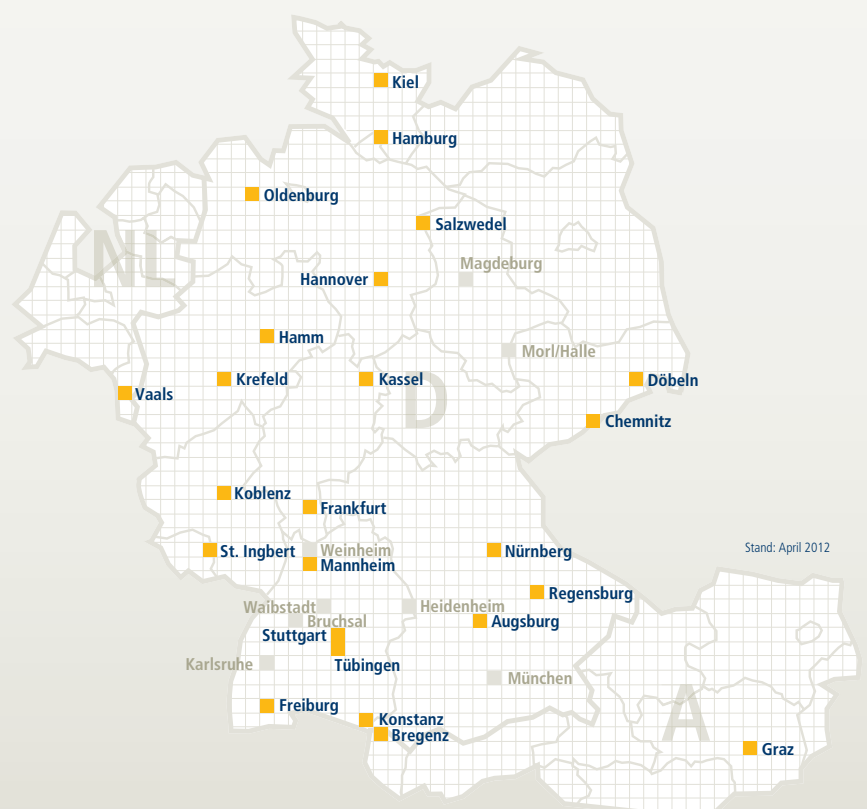 Kiel
Hamburg
Oldenburg
Salzwedel
NL
Magdeburg
Hannover
Hamm
Morl/Halle
Krefeld
Kassel
D
Döbeln
Vaals
Chemnitz
Koblenz
Frankfurt
Stand: April 2012
St. Ingbert
Weinheim
Nürnberg
Mannheim
Regensburg
Waibstadt
Heidenheim
Bruchsal
Augsburg
Stuttgart
Karlsruhe
Tübingen
München
Freiburg
A
Konstanz
Bregenz
Graz